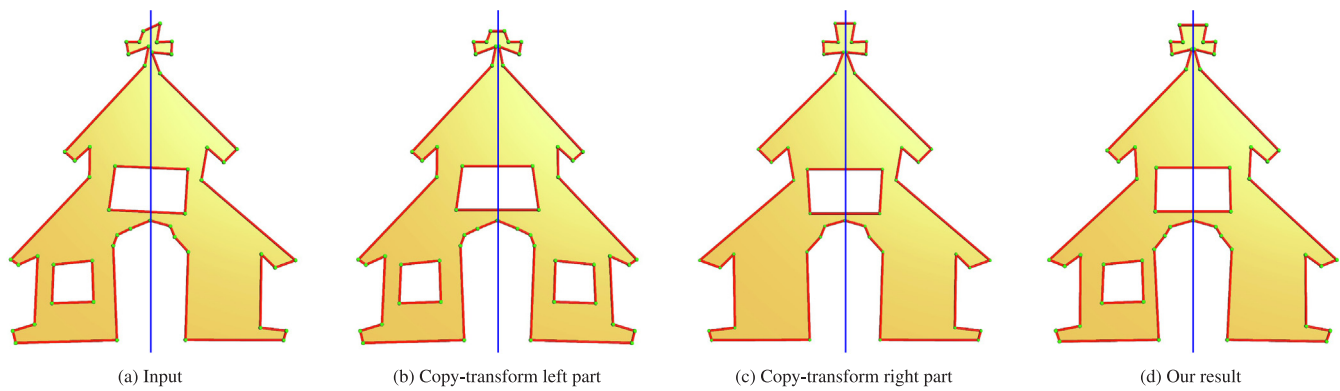 (a) Input
(b) Copy-transform left part
(c) Copy-transform right part
(d) Our result